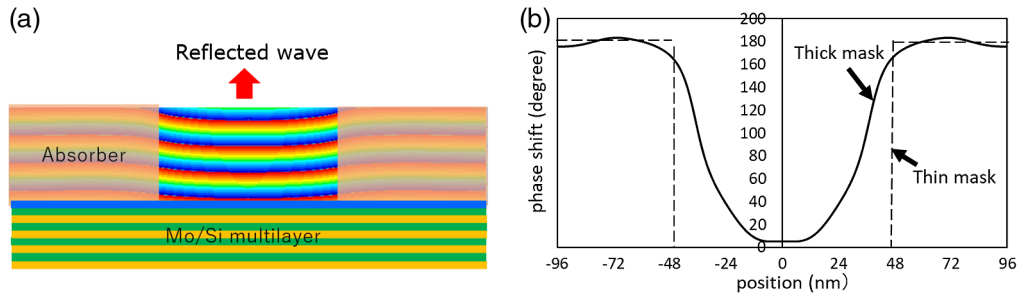 (a)
Reflected wave
Absorber
Mo/Si multilayer
(b)
phase shift (degree)
200
180
160
140
120
100
80
60
40
20
0
Thick mask
Thin mask
-96 -72 -48 -24 0 24 48 72 96
position (nm)